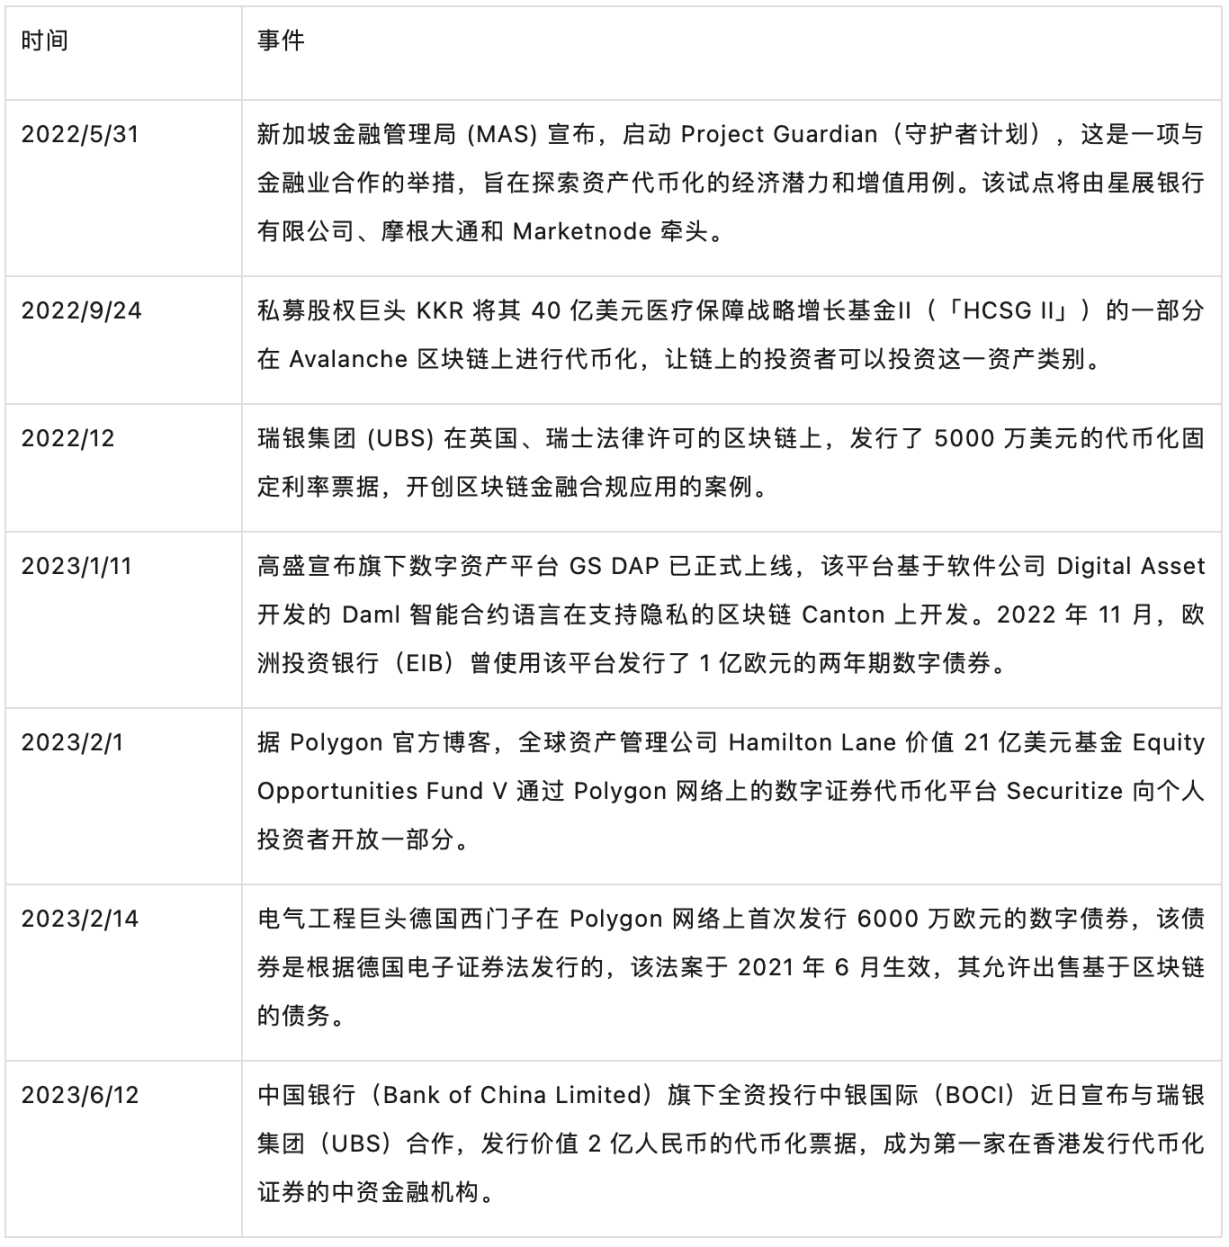 时间
事件
2022/5/31
新加坡金融管理局 (MAS) 宣布，启动 Project Guardian（守护者计划），这是一项与
金融业合作的举措，旨在探索资产代币化的经济潜力和增值用例。该试点将由星展银行
有限公司、摩根大通和 Marketnode 牵头。
2022/9/24
私募股权巨头 KKR 将其 40 亿美元医疗保障战略增长基金II（「HCSG II」）的一部分
在 Avalanche 区块链上进行代币化，让链上的投资者可以投资这一资产类别。
2022/12
瑞银集团 (UBS) 在英国、瑞士法律许可的区块链上，发行了 5000 万美元的代币化固
定利率票据，开创区块链金融合规应用的案例。
2023/1/11
高盛宣布旗下数字资产平台 GS DAP 已正式上线，该平台基于软件公司 Digital Asset
开发的 Daml 智能合约语言在支持隐私的区块链 Canton 上开发。2022 年 11 月，欧
洲投资银行（EIB）曾使用该平台发行了 1 亿欧元的两年期数字债券。
2023/2/1
据 Polygon 官方博客，全球资产管理公司 Hamilton Lane 价值 21 亿美元基金 Equity
Opportunities Fund V 通过 Polygon 网络上的数字证券代币化平台 Securitize 向个人
投资者开放一部分。
2023/2/14
电气工程巨头德国西门子在 Polygon 网络上首次发行 6000 万欧元的数字债券，该债
券是根据德国电子证券法发行的，该法案于 2021 年 6 月生效，其允许出售基于区块链
的债务。
2023/6/12
中国银行（Bank of China Limited）旗下全资投行中银国际（BOCI）近日宣布与瑞银
集团（UBS）合作，发行价值 2 亿人民币的代币化票据，成为第一家在香港发行代币化
证券的中资金融机构。